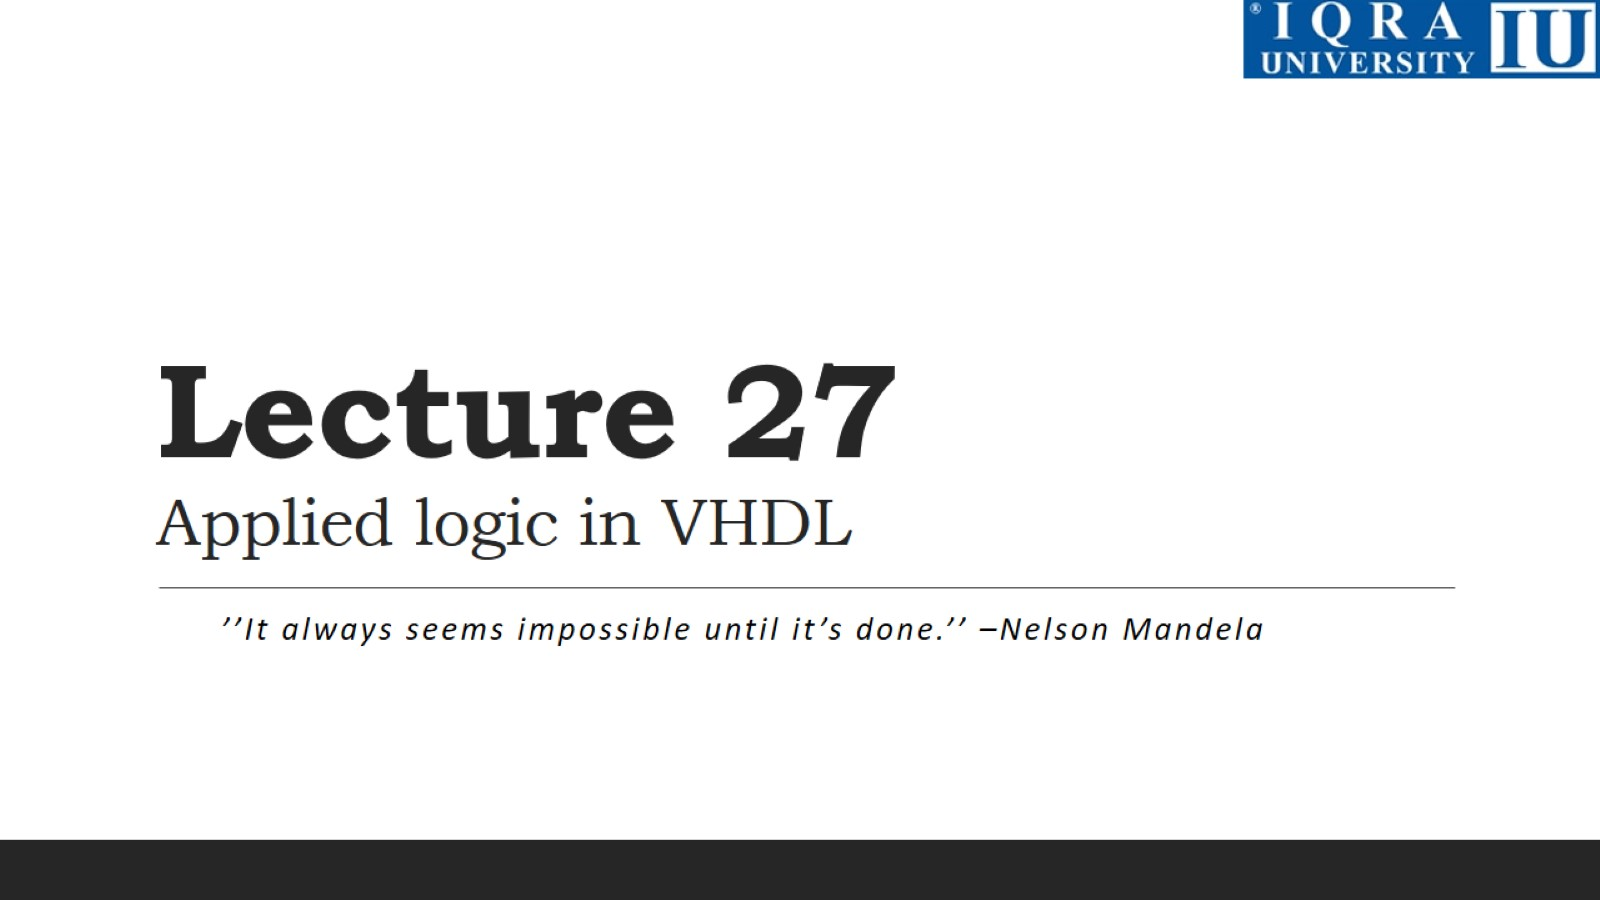 ® IQRA
UNIVERSITY IU
Lecture 27
Applied logic in VHDL
’’It always seems impossible until it’s done.’’ –Nelson Mandela